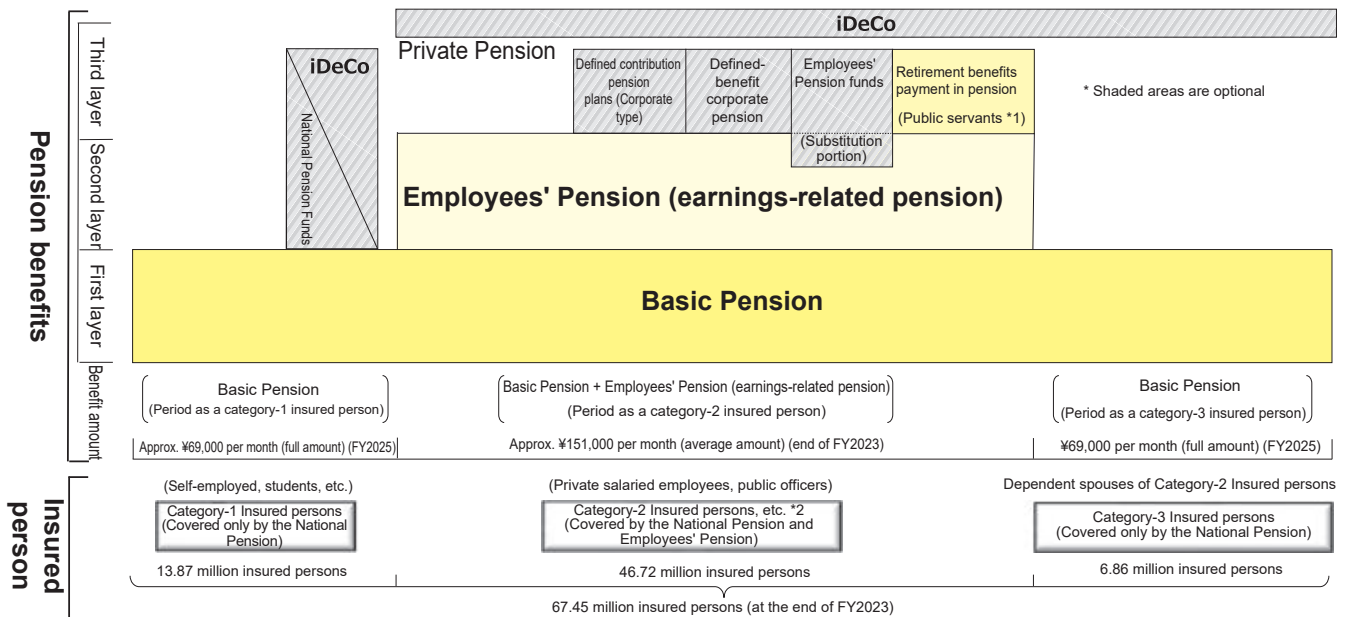 iDeCo
Private Pension
iDeCo
National Pension Funds
Defined contribution
pension
plans (Corporate
type)
Defined-
benefit
corporate
pension
Employees'
Pension funds
(Substitution
portion)
Retirement benefits
payment in pension
(Public servants *1)
* Shaded areas are optional
Pension benefits
Third layer
Second layer
First layer
Benefit amount
Employees' Pension (earnings-related pension)
Basic Pension
Basic Pension
(Period as a category-1 insured person)
Basic Pension + Employees' Pension (earnings-related pension)
(Period as a category-2 insured person)
Basic Pension
(Period as a category-3 insured person)
Approx. ¥69,000 per month (full amount) (FY2025)
Approx. ¥151,000 per month (average amount) (end of FY2023)
¥69,000 per month (full amount) (FY2025)
Insured
person
(Self-employed, students, etc.)
Category-1 Insured persons
(Covered only by the National
Pension)
13.87 million insured persons
(Private salaried employees, public officers)
Category-2 Insured persons, etc. *2
(Covered by the National Pension and
Employees' Pension)
46.72 million insured persons
Dependent spouses of Category-2 Insured persons
Category-3 Insured persons
(Covered only by the National Pension)
6.86 million insured persons
67.45 million insured persons (at the end of FY2023)